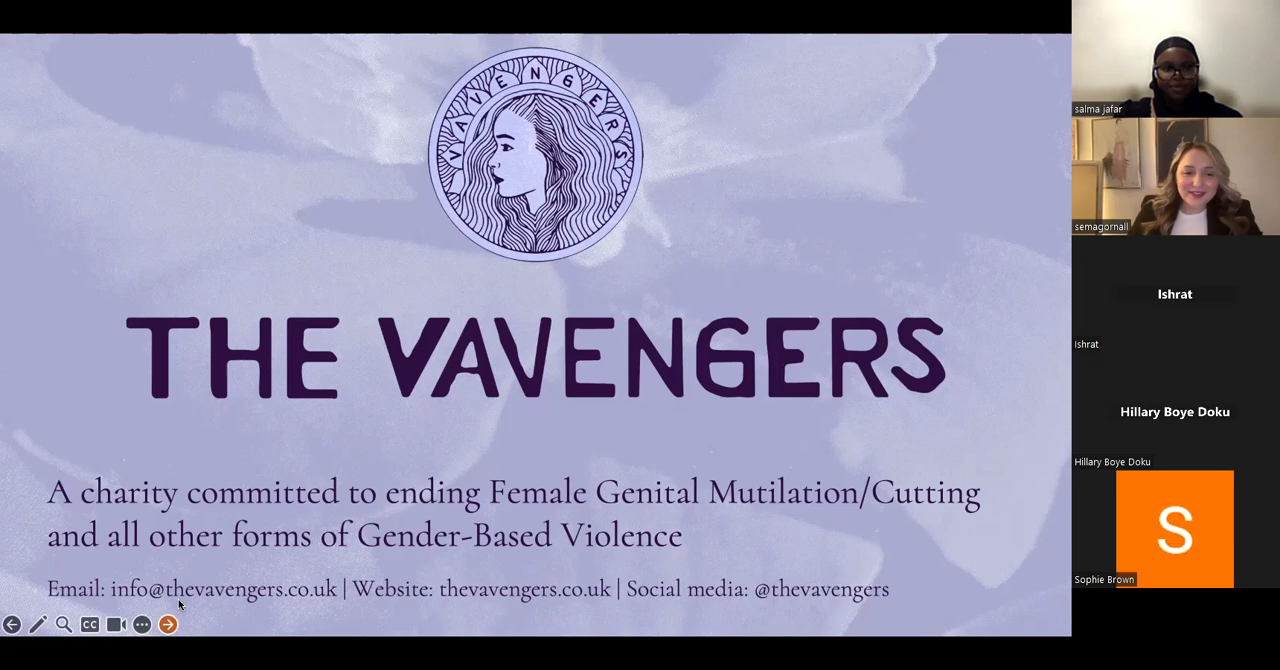 VAVENGERS
THE VAVENGERS
A charity committed to ending Female Genital Mutilation/Cutting
and all other forms of Gender-Based Violence
Email: info@thevavengers.co.uk | Website: thevavengers.co.uk | Social media: @thevavengers
CC
salma jafar
semagornall
Ishrat
Ishrat
Hillary Boye Doku
Hillary Boye Doku
S
Sophie Brown